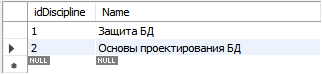 idDiscipline Name
1 Защита БД
2 Основы проектирования БД
NULL NULL